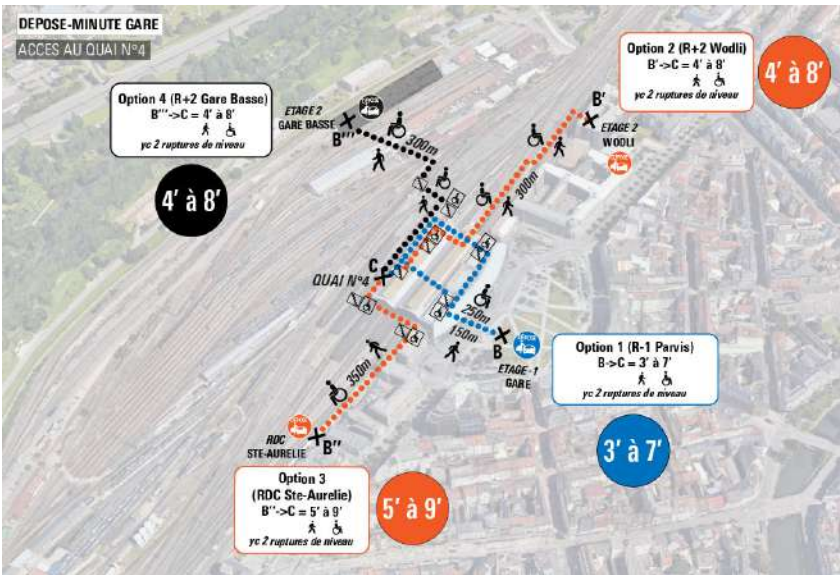 DEPOSE-MINUTE GARE
ACCES AU QUAI N°4
Option 4 (R+2 Gare Basse)
B'''->C = 4' à 8'
yc 2 ruptures de niveau
4' à 8'
ETAGE 2
GARE BASSE
B'''
300m
Option 2 (R+2 Wodli)
B'->C = 4' à 8'
yc 2 ruptures de niveau
4' à 8'
B'
ETAGE 2
WODLI
300m
C
QUAI N°4
250m
150m
B
ETAGE -1
GARE
Option 1 (R-1 Parvis)
B->C = 3' à 7'
yc 2 ruptures de niveau
3' à 7'
350m
RDC
STE-AURELIE
B''
Option 3
(RDC Ste-Aurelie)
B''->C = 5' à 9'
yc 2 ruptures de niveau
5' à 9'